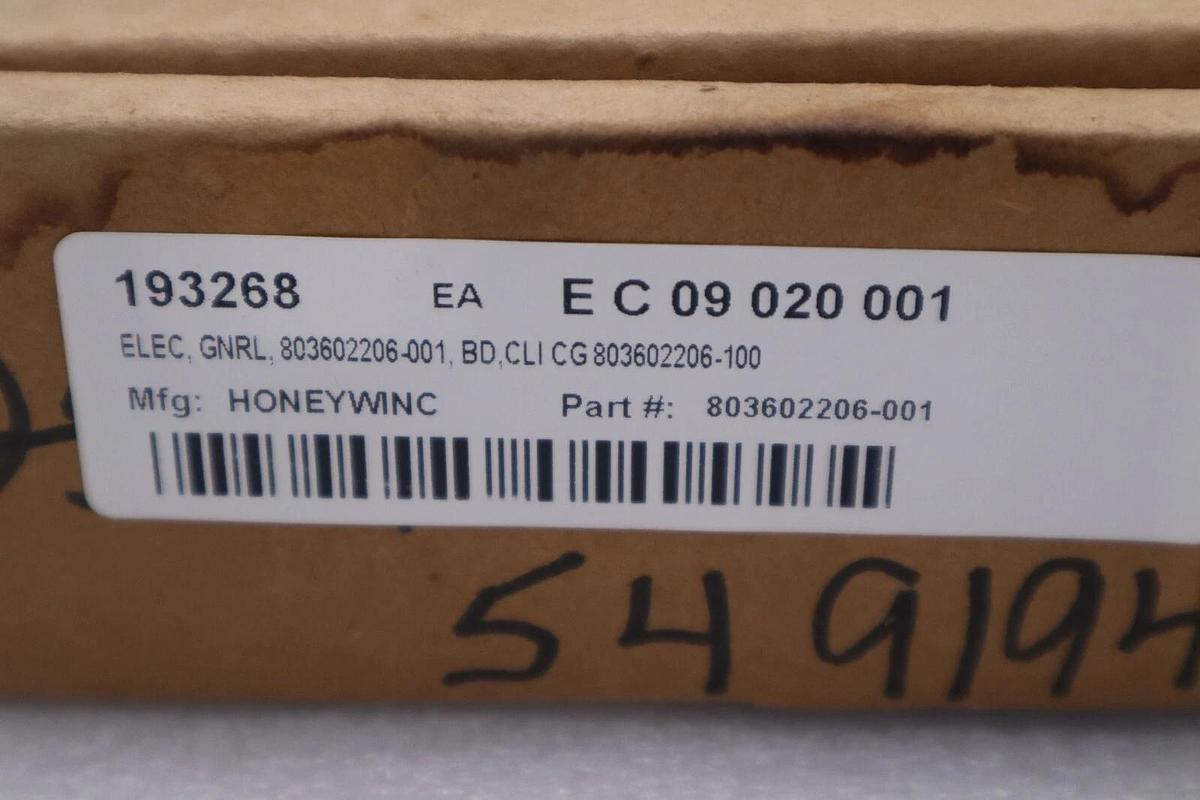 193268 EA E C 09 020 001
ELEC, GNRL, 803602206-001, BD,CLI CG 803602206-100
Mfg: HONEYWINC Part #: 803602206-001
549194